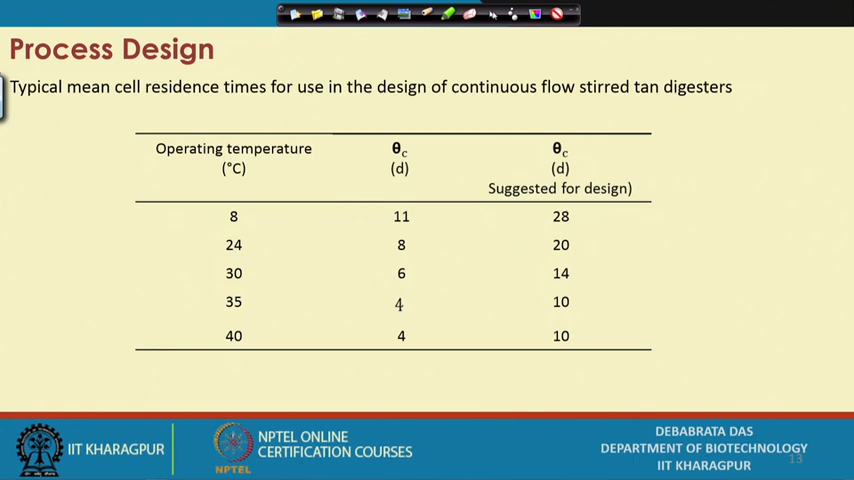 Process Design
Typical mean cell residence times for use in the design of continuous flow stirred tan digesters
Operating temperature (°C) θc (d) θc (d) Suggested for design)
8 11 28
24 8 20
30 6 14
35 4 10
40 4 10
IIT KHARAGPUR
NPTEL
NPTEL ONLINE
CERTIFICATION COURSES
DEBABRATA DAS
DEPARTMENT OF BIOTECHNOLOGY
IIT KHARAGPUR
13